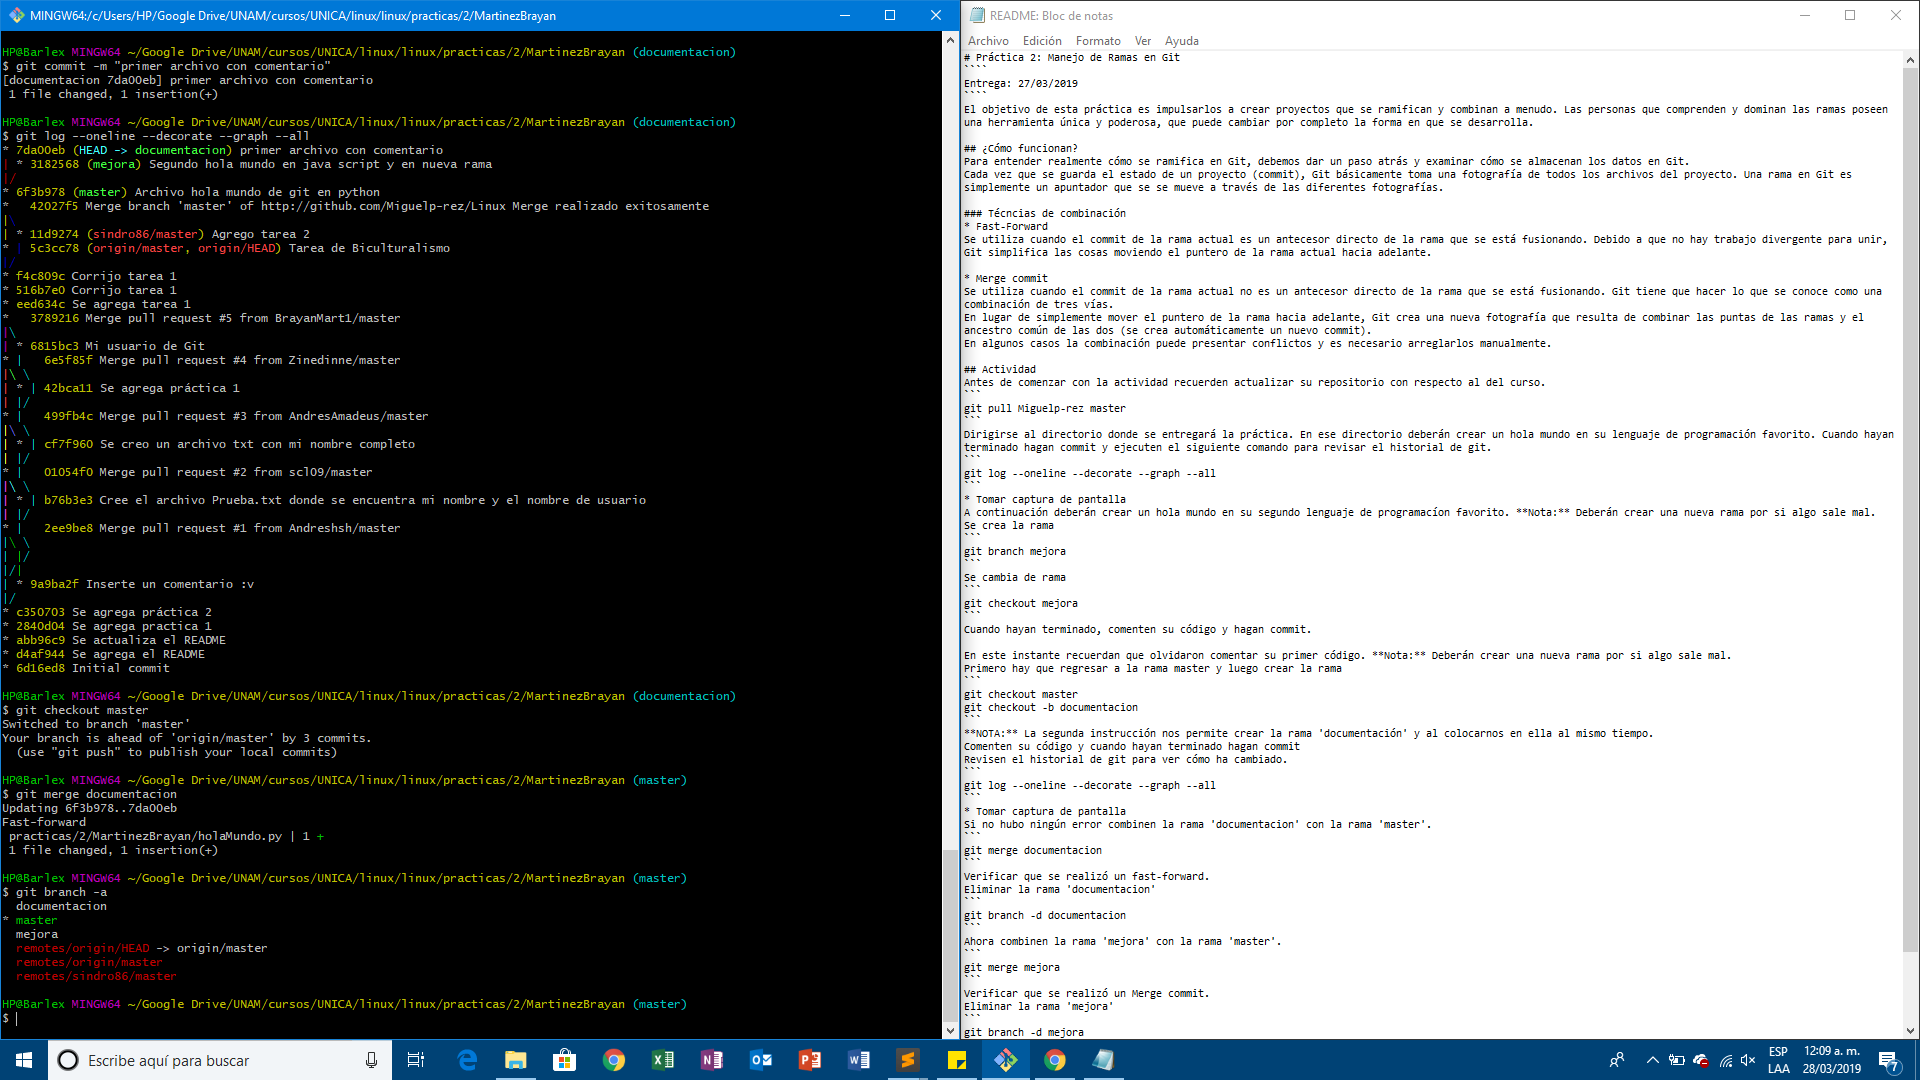 MINGW64:/c/Users/HP/Google Drive/UNAM/cursos/UNICA/linux/linux/practicas/2/MartinezBrayan
HP@Barlex MINGW64 ~/Google Drive/UNAM/cursos/UNICA/linux/linux/practicas/2/MartinezBrayan (documentacion)
$ git commit -m "primer archivo con comentario"
[documentacion 7da00eb] primer archivo con comentario
 1 file changed, 1 insertion(+)
HP@Barlex MINGW64 ~/Google Drive/UNAM/cursos/UNICA/linux/linux/practicas/2/MartinezBrayan (documentacion)
$ git log --oneline --decorate --graph --all
* 7da00eb (HEAD -> documentacion) primer archivo con comentario
| * 3182568 (mejora) Segundo hola mundo en java script y en nueva rama
|/
* 6f3b978 (master) Archivo hola mundo de git en python
*   42027f5 Merge branch 'master' of http://github.com/Miguelp-rez/Linux Merge realizado exitosamente
|\
| * 11d9274 (sindro86/master) Agrego tarea 2
* | 5c3cc78 (origin/master, origin/HEAD) Tarea de Biculturalismo
|/
* f4c809c Corrijo tarea 1
* 516b7e0 Corrijo tarea 1
* eed634c Se agrega tarea 1
*   3789216 Merge pull request #5 from BrayanMart1/master
|\
| * 6815bc3 Mi usuario de Git
* |   6e5f85f Merge pull request #4 from Zinedinne/master
|\ \
| * | 42bca11 Se agrega práctica 1
| |/
* |   499fb4c Merge pull request #3 from AndresAmadeus/master
|\ \
| * | cf7f960 Se creo un archivo txt con mi nombre completo
| |/
* |   01054f0 Merge pull request #2 from scl09/master
|\ \
| * | b76b3e3 Cree el archivo Prueba.txt donde se encuentra mi nombre y el nombre de usuario
| |/
* |   2ee9be8 Merge pull request #1 from Andreshsh/master
|\ \
| |/
|/|
| * 9a9ba2f Inserte un comentario :v
|/
* c350703 Se agrega práctica 2
* 2840d04 Se agrega practica 1
* abb96c9 Se actualiza el README
* d4af944 Se agrega el README
* 6d16ed8 Initial commit
HP@Barlex MINGW64 ~/Google Drive/UNAM/cursos/UNICA/linux/linux/practicas/2/MartinezBrayan (documentacion)
$ git checkout master
Switched to branch 'master'
Your branch is ahead of 'origin/master' by 3 commits.
  (use "git push" to publish your local commits)
HP@Barlex MINGW64 ~/Google Drive/UNAM/cursos/UNICA/linux/linux/practicas/2/MartinezBrayan (master)
$ git merge documentacion
Updating 6f3b978..7da00eb
Fast-forward
 practicas/2/MartinezBrayan/holaMundo.py | 1 +
 1 file changed, 1 insertion(+)
HP@Barlex MINGW64 ~/Google Drive/UNAM/cursos/UNICA/linux/linux/practicas/2/MartinezBrayan (master)
$ git branch -a
  documentacion
* master
  mejora
  remotes/origin/HEAD -> origin/master
  remotes/origin/master
  remotes/sindro86/master
HP@Barlex MINGW64 ~/Google Drive/UNAM/cursos/UNICA/linux/linux/practicas/2/MartinezBrayan (master)
$
README: Bloc de notas
Archivo Edición Formato Ver Ayuda
# Práctica 2: Manejo de Ramas en Git
````
Entrega: 27/03/2019
````
El objetivo de esta práctica es impulsarlos a crear proyectos que se ramifican y combinan a menudo. Las personas que comprenden y dominan las ramas poseen
una herramienta única y poderosa, que puede cambiar por completo la forma en que se desarrolla.
## ¿Cómo funcionan?
Para entender realmente cómo se ramifica en Git, debemos dar un paso atrás y examinar cómo se almacenan los datos en Git.
Cada vez que se guarda el estado de un proyecto (commit), Git básicamente toma una fotografía de todos los archivos del proyecto. Una rama en Git es
simplemente un apuntador que se se mueve a través de las diferentes fotografías.
### Técncias de combinación
* Fast-Forward
Se utiliza cuando el commit de la rama actual es un antecesor directo de la rama que se está fusionando. Debido a que no hay trabajo divergente para unir,
Git simplifica las cosas moviendo el puntero de la rama actual hacia adelante.
* Merge commit
Se utiliza cuando el commit de la rama actual no es un antecesor directo de la rama que se está fusionando. Git tiene que hacer lo que se conoce como una
combinación de tres vías.
En lugar de simplemente mover el puntero de la rama hacia adelante, Git crea una nueva fotografía que resulta de combinar las puntas de las ramas y el
ancestro común de las dos (se crea automáticamente un nuevo commit).
En algunos casos la combinación puede presentar conflictos y es necesario arreglarlos manualmente.
## Actividad
Antes de comenzar con la actividad recuerden actualizar su repositorio con respecto al del curso.
```
git pull Miguelp-rez master
```
Dirigirse al directorio donde se entregará la práctica. En ese directorio deberán crear un hola mundo en su lenguaje de programación favorito. Cuando hayan
terminado hagan commit y ejecuten el siguiente comando para revisar el historial de git.
```
git log --oneline --decorate --graph --all
```
* Tomar captura de pantalla
A continuación deberán crear un hola mundo en su segundo lenguaje de programacíon favorito. **Nota:** Deberán crear una nueva rama por si algo sale mal.
Se crea la rama
```
git branch mejora
```
Se cambia de rama
```
git checkout mejora
```
Cuando hayan terminado, comenten su código y hagan commit.
En este instante recuerdan que olvidaron comentar su primer código. **Nota:** Deberán crear una nueva rama por si algo sale mal.
Primero hay que regresar a la rama master y luego crear la rama
```
git checkout master
git checkout -b documentacion
```
**NOTA:** La segunda instrucción nos permite crear la rama 'documentación' y al colocarnos en ella al mismo tiempo.
Comenten su código y cuando hayan terminado hagan commit
Revisen el historial de git para ver cómo ha cambiado.
```
git log --oneline --decorate --graph --all
```
* Tomar captura de pantalla
Si no hubo ningún error combinen la rama 'documentacion' con la rama 'master'.
```
git merge documentacion
```
Verificar que se realizó un fast-forward.
Eliminar la rama 'documentacion'
```
git branch -d documentacion
```
Ahora combinen la rama 'mejora' con la rama 'master'.
```
git merge mejora
```
Verificar que se realizó un Merge commit.
Eliminar la rama 'mejora'
```
git branch -d mejora
Escribe aquí para buscar
ESP
LAA
12:09 a. m.
28/03/2019
7